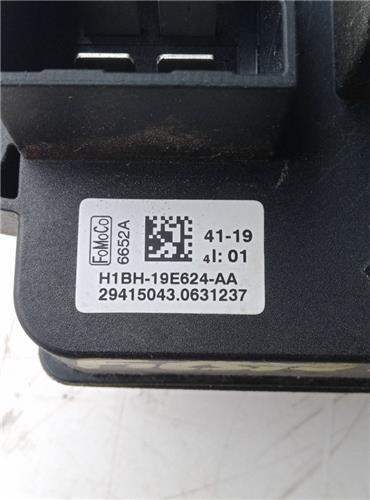 FoMoCo
6652A
41-19
4I: 01
H1BH-19E624-AA
29415043.0631237